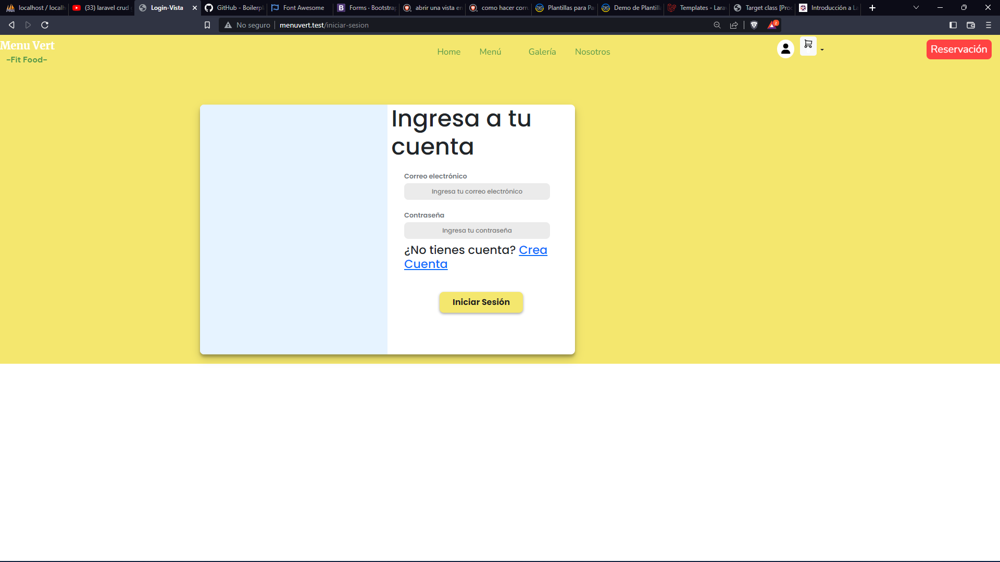 localhost / localh
(33) laravel crud
Login-Vista
GitHub - Boilerpl
Font Awesome
Forms · Bootstrap
abrir una vista en
como hacer corr
Plantillas para Pa
Demo de Plantill
Templates - Lara
Target class [Pro
Introducción a La
No seguro
menuvert.test/iniciar-sesion
2
Menu Vert
-Fit Food-
Home
Menú
Galería
Nosotros
Reservación
Ingresa a tu
cuenta
Correo electrónico
Ingresa tu correo electrónico
Contraseña
Ingresa tu contraseña
¿No tienes cuenta? Crea
Cuenta
Iniciar Sesión